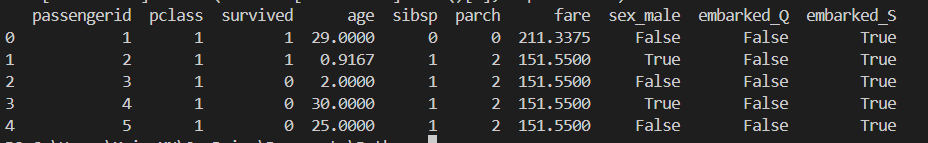 passengerid pclass survived age sibsp parch fare sex_male embarked_Q embarked_S
0 1 1 1 29.0000 0 0 211.3375 False False True
1 2 1 1 0.9167 1 2 151.5500 True False True
2 3 1 0 2.0000 1 2 151.5500 False False True
3 4 1 0 30.0000 1 2 151.5500 True False True
4 5 1 0 25.0000 1 2 151.5500 False False True